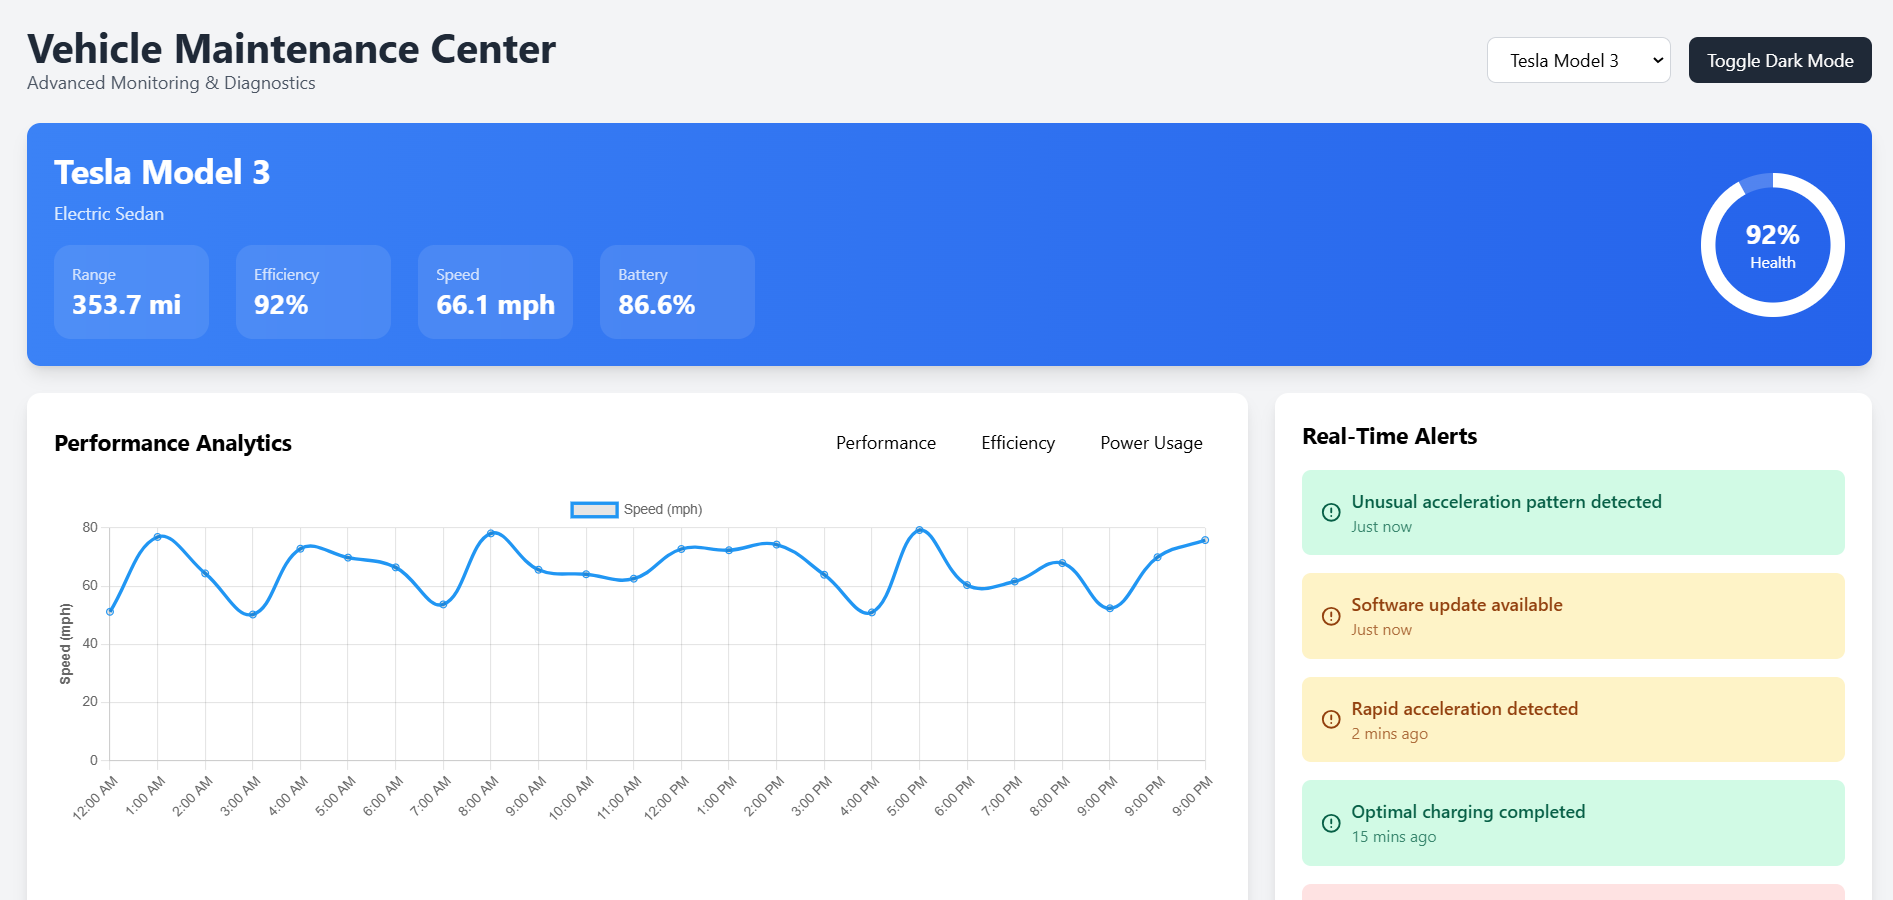 Vehicle Maintenance Center
Advanced Monitoring & Diagnostics
Tesla Model 3
Toggle Dark Mode
Tesla Model 3
Electric Sedan
Range
353.7 mi
Efficiency
92%
Speed
66.1 mph
Battery
86.6%
92%
Health
Performance Analytics
Performance
Efficiency
Power Usage
Speed (mph)
Speed (mph)
80
60
40
20
0
12:00 AM
1:00 AM
2:00 AM
3:00 AM
4:00 AM
5:00 AM
6:00 AM
7:00 AM
8:00 AM
9:00 AM
10:00 AM
11:00 AM
12:00 PM
1:00 PM
2:00 PM
3:00 PM
4:00 PM
5:00 PM
6:00 PM
7:00 PM
8:00 PM
9:00 PM
9:00 PM
9:00 PM
Real-Time Alerts
Unusual acceleration pattern detected
Just now
Software update available
Just now
Rapid acceleration detected
2 mins ago
Optimal charging completed
15 mins ago